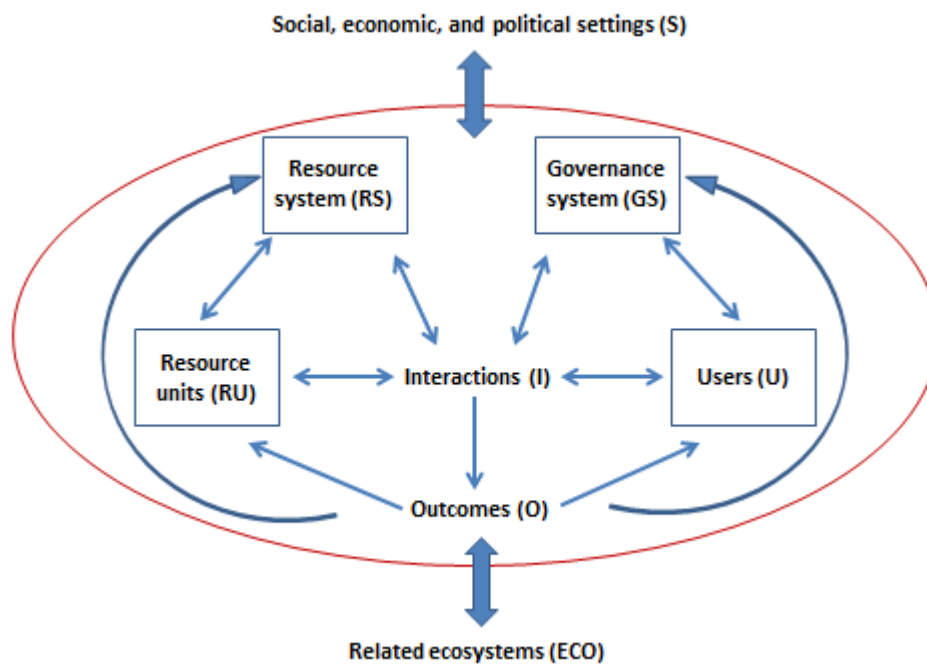 Social, economic, and political settings (S)
Resource
system (RS)
Governance
system (GS)
Resource
units (RU)
Interactions (I)
Users (U)
Outcomes (O)
Related ecosystems (ECO)